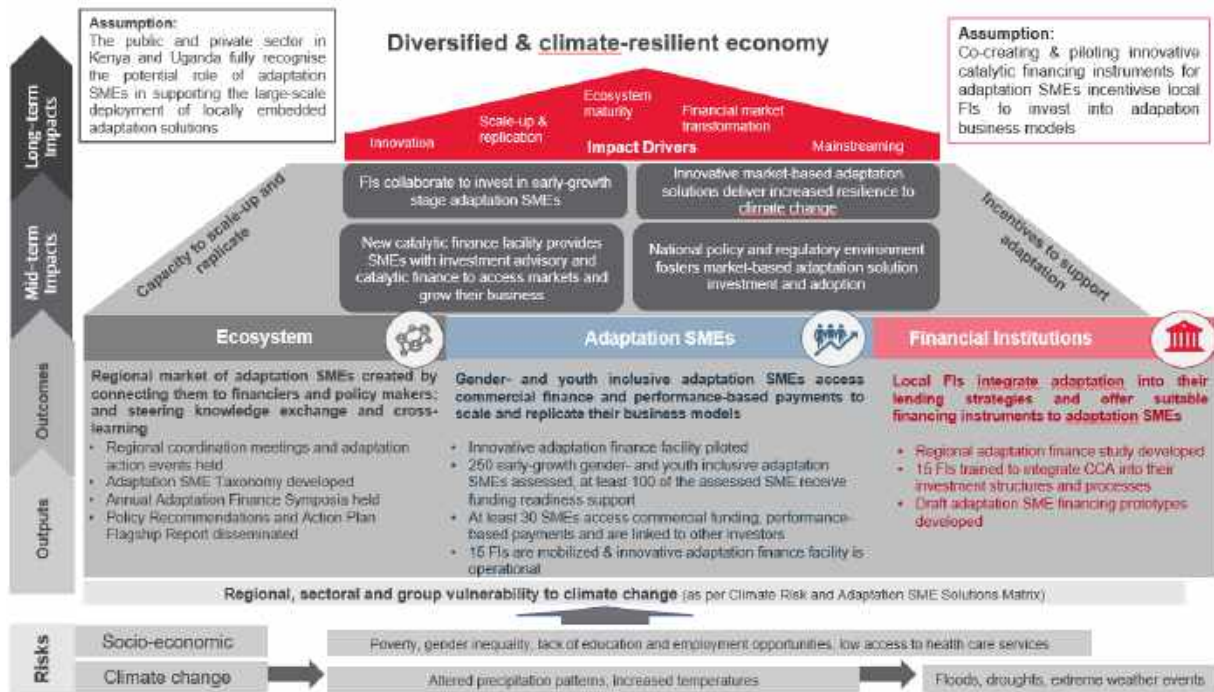 Assumption:
The public and private sector in
Kenya and Uganda fully recognise
the potential role of adaptation
SMEs in supporting the large-scale
deployment of locally embedded
adaptation solutions
Diversified & climate-resilient economy
Assumption:
Co-creating & piloting innovative
catalytic financing instruments for
adaptation SMEs incentivise local
FIs to invest into adapation
business models
Long-term
Impacts
Mid-term
Impacts
Outcomes
Outputs
Innovation
Scale-up &
replication
Ecosystem
maturity
Financial market
transformation
Mainstreaming
Impact Drivers
Capacity to scale-up and
replicate
FIs collaborate to invest in early-growth
stage adaptation SMEs
Innovative market-based adaptation
solutions deliver increased resilience to
climate change
New catalytic finance facility provides
SMEs with investment advisory and
catalytic finance to access markets and
grow their business
National policy and regulatory environment
fosters market-based adaptation solution
investment and adoption
Incentives to support
adaptation
Ecosystem
Regional market of adaptation SMEs created by
connecting them to financiers and policy makers;
and steering knowledge exchange and cross-
learning
• Regional coordination meetings and adaptation
action events held
• Adaptation SME Taxonomy developed
• Annual Adaptation Finance Symposia held
• Policy Recommendations and Action Plan
Flagship Report disseminated
Adaptation SMEs
Gender- and youth inclusive adaptation SMEs access
commercial finance and performance-based payments to
scale and replicate their business models
• Innovative adaptation finance facility piloted
• 250 early-growth gender- and youth inclusive adaptation
SMEs assessed, at least 100 of the assessed SME receive
funding readiness support
• At least 30 SMEs access commercial funding, performance-
based payments and are linked to other investors
• 15 FIs are mobilized & innovative adaptation finance facility is
operational
Financial Institutions
Local FIs integrate adaptation into their
lending strategies and offer suitable
financing instruments to adaptation SMEs
• Regional adaptation finance study developed
• 15 FIs trained to integrate CCA into their
investment structures and processes
• Draft adaptation SME financing prototypes
developed
Regional, sectoral and group vulnerability to climate change (as per Climate Risk and Adaptation SME Solutions Matrix)
Risks
Socio-economic
Poverty, gender inequality, lack of education and employment opportunities, low access to health care services
Climate change
Altered precipitation patterns, increased temperatures
Floods, droughts, extreme weather events